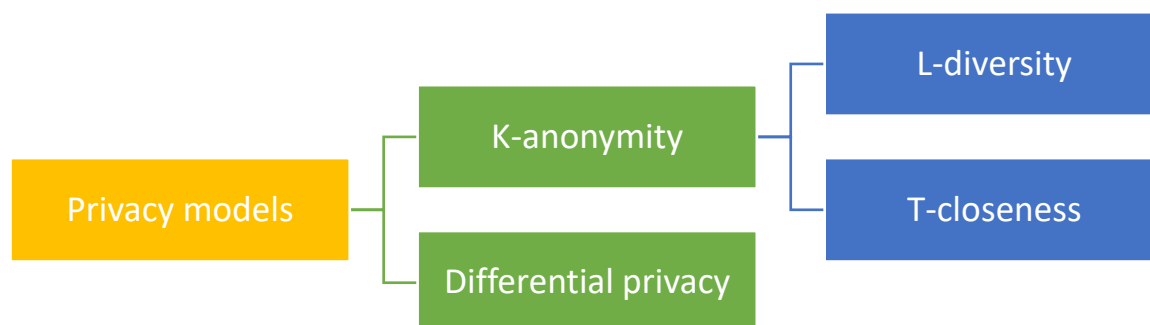 Privacy models
K-anonymity
Differential privacy
L-diversity
T-closeness